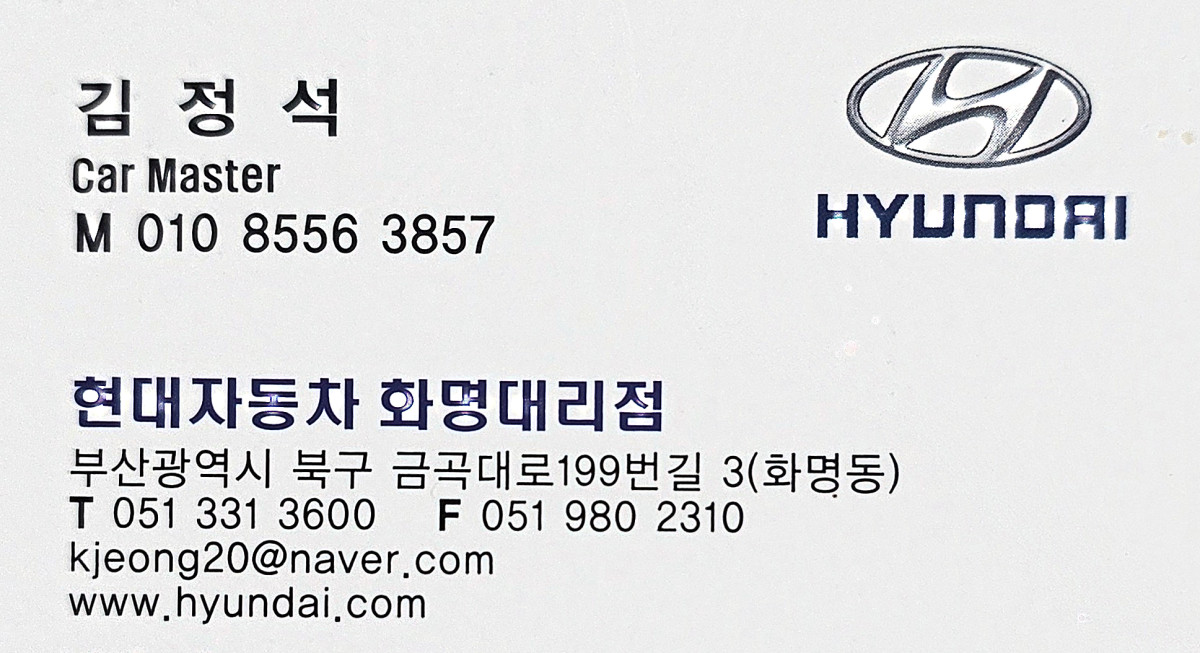 김 정 석
Car Master
M 010 8556 3857
HYUNDAI
현대자동차 화명대리점
부산광역시 북구 금곡대로199번길 3(화명동)
T 051 331 3600 F 051 980 2310
kjeong20@naver.com
www.hyundai.com